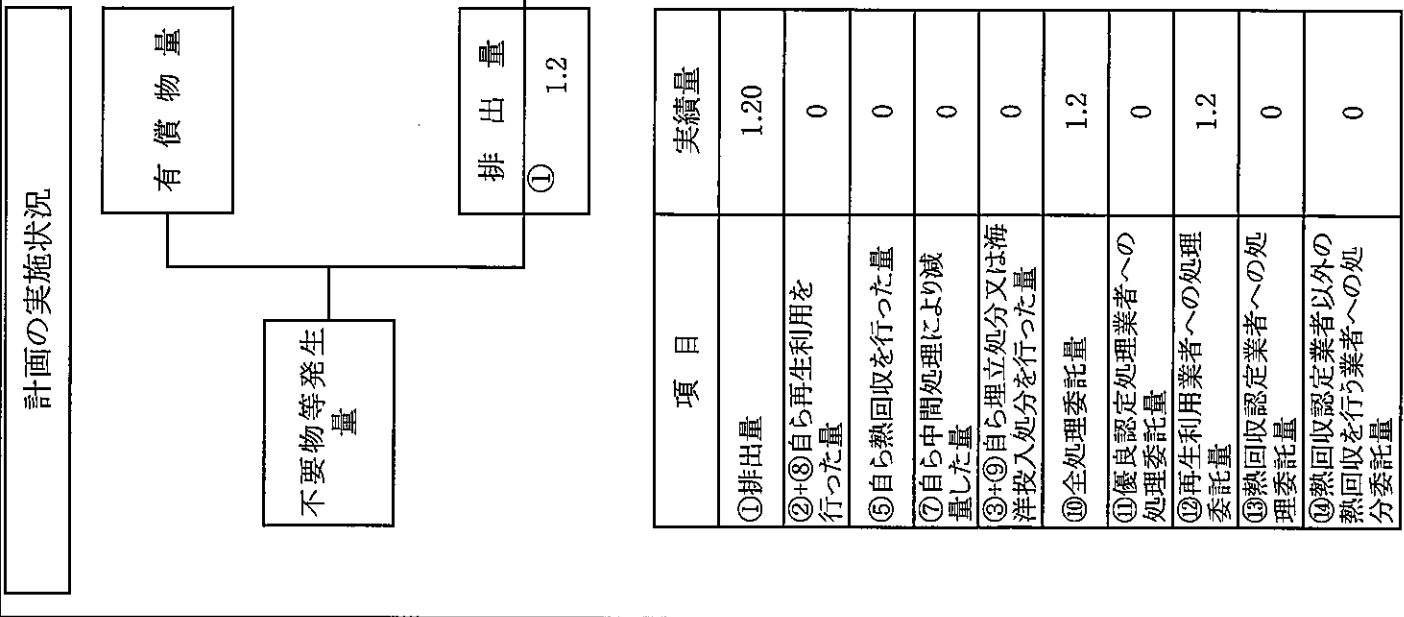 計画の実施状況
不要物等発生
量
有償物量
排出量
①
1.2
項目
実績量
①排出量
1.20
②+⑧自ら再生利用を
行った量
0
⑤自ら熱回収を行った量
0
⑦自ら中間処理により減
量した量
0
③+⑨自ら埋立処分又は海
洋投入処分を行った量
0
⑩全処理委託量
1.2
⑪優良認定処理業者への
処理委託量
0
⑫再生利用業者への処理
委託量
1.2
⑬熱回収認定業者への処
理委託量
0
⑭熱回収認定業者以外の
熱回収を行う業者への処
分委託量
0